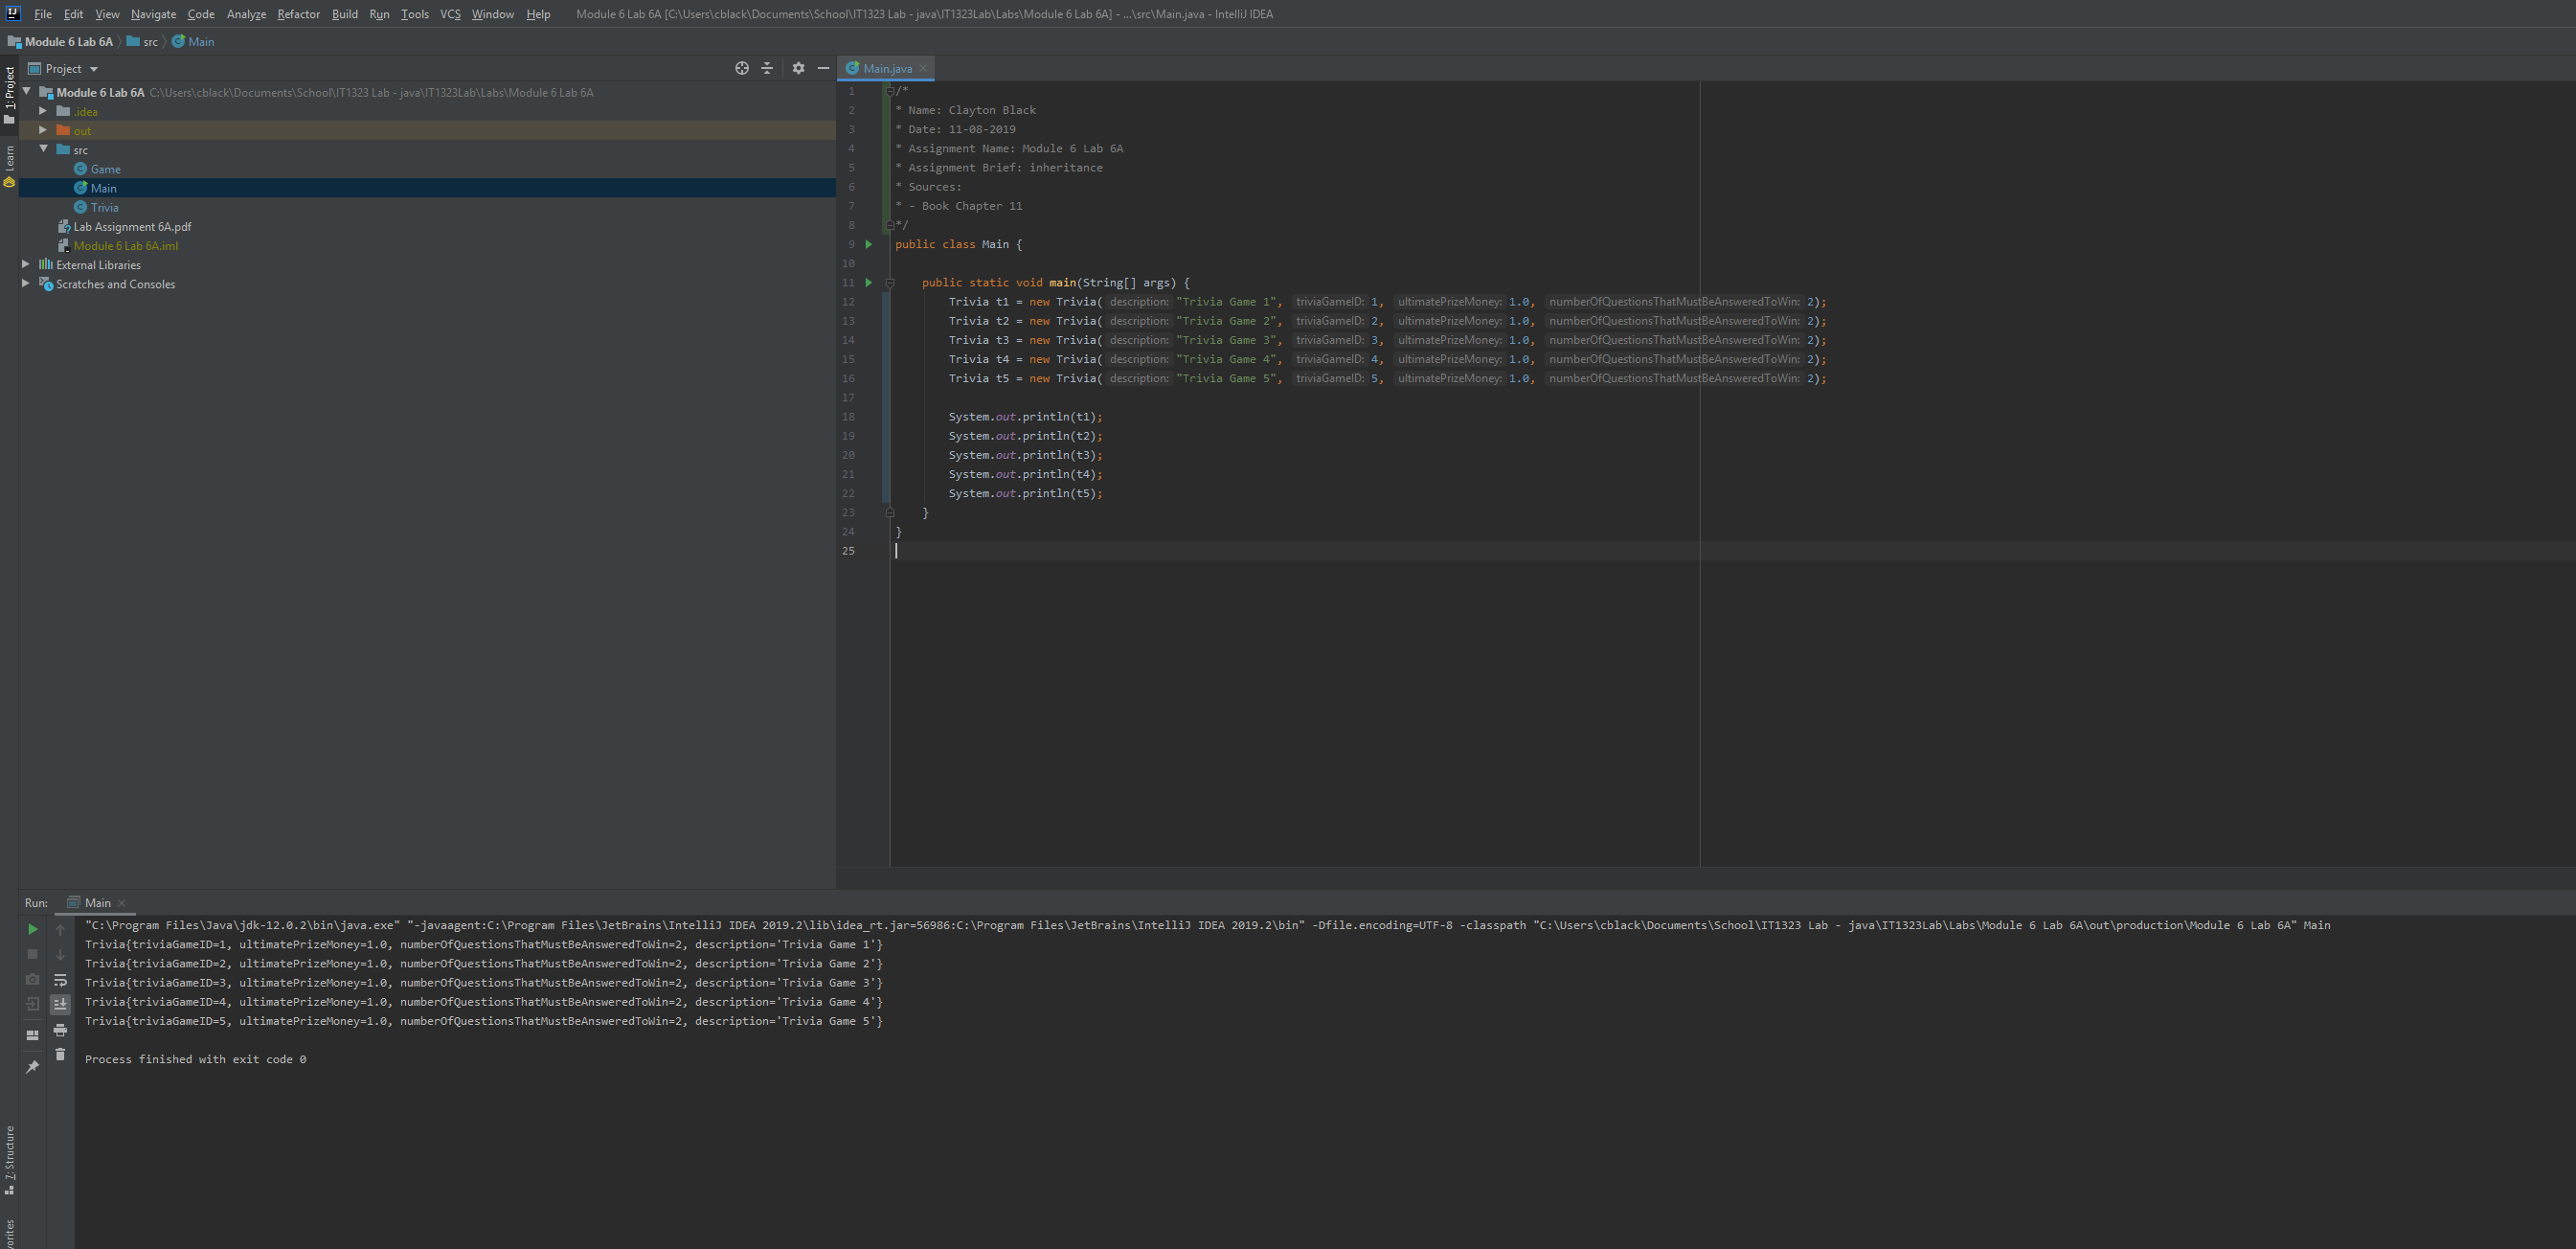 File Edit View Navigate Code Analyze Refactor Build Run Tools VCS Window Help Module 6 Lab 6A [C:\Users\cblack\Documents\School\IT1323 Lab - java\IT1323Lab\Labs\Module 6 Lab 6A] - ...\src\Main.java - IntelliJ IDEA
Module 6 Lab 6A src Main
1: Project
Learn
Project
Module 6 Lab 6A C:\Users\cblack\Documents\School\IT1323 Lab - java\IT1323Lab\Labs\Module 6 Lab 6A
.idea
out
src
Game
Main
Trivia
Lab Assignment 6A.pdf
Module 6 Lab 6A.iml
External Libraries
Scratches and Consoles
Main.java
1 /*
2 * Name: Clayton Black
3 * Date: 11-08-2019
4 * Assignment Name: Module 6 Lab 6A
5 * Assignment Brief: inheritance
6 * Sources:
7 * - Book Chapter 11
8 */
9 public class Main {
10
11 public static void main(String[] args) {
12 Trivia t1 = new Trivia( description: "Trivia Game 1", triviaGameID: 1, ultimatePrizeMoney: 1.0, numberOfQuestionsThatMustBeAnsweredToWin: 2);
13 Trivia t2 = new Trivia( description: "Trivia Game 2", triviaGameID: 2, ultimatePrizeMoney: 1.0, numberOfQuestionsThatMustBeAnsweredToWin: 2);
14 Trivia t3 = new Trivia( description: "Trivia Game 3", triviaGameID: 3, ultimatePrizeMoney: 1.0, numberOfQuestionsThatMustBeAnsweredToWin: 2);
15 Trivia t4 = new Trivia( description: "Trivia Game 4", triviaGameID: 4, ultimatePrizeMoney: 1.0, numberOfQuestionsThatMustBeAnsweredToWin: 2);
16 Trivia t5 = new Trivia( description: "Trivia Game 5", triviaGameID: 5, ultimatePrizeMoney: 1.0, numberOfQuestionsThatMustBeAnsweredToWin: 2);
17
18 System.out.println(t1);
19 System.out.println(t2);
20 System.out.println(t3);
21 System.out.println(t4);
22 System.out.println(t5);
23 }
24 }
25
Run: Main
"C:\Program Files\Java\jdk-12.0.2\bin\java.exe" "-javaagent:C:\Program Files\JetBrains\IntelliJ IDEA 2019.2\lib\idea_rt.jar=56986:C:\Program Files\JetBrains\IntelliJ IDEA 2019.2\bin" -Dfile.encoding=UTF-8 -classpath "C:\Users\cblack\Documents\School\IT1323 Lab - java\IT1323Lab\Labs\Module 6 Lab 6A\out\production\Module 6 Lab 6A" Main
Trivia{triviaGameID=1, ultimatePrizeMoney=1.0, numberOfQuestionsThatMustBeAnsweredToWin=2, description='Trivia Game 1'}
Trivia{triviaGameID=2, ultimatePrizeMoney=1.0, numberOfQuestionsThatMustBeAnsweredToWin=2, description='Trivia Game 2'}
Trivia{triviaGameID=3, ultimatePrizeMoney=1.0, numberOfQuestionsThatMustBeAnsweredToWin=2, description='Trivia Game 3'}
Trivia{triviaGameID=4, ultimatePrizeMoney=1.0, numberOfQuestionsThatMustBeAnsweredToWin=2, description='Trivia Game 4'}
Trivia{triviaGameID=5, ultimatePrizeMoney=1.0, numberOfQuestionsThatMustBeAnsweredToWin=2, description='Trivia Game 5'}
Process finished with exit code 0
7: Structure
vorites